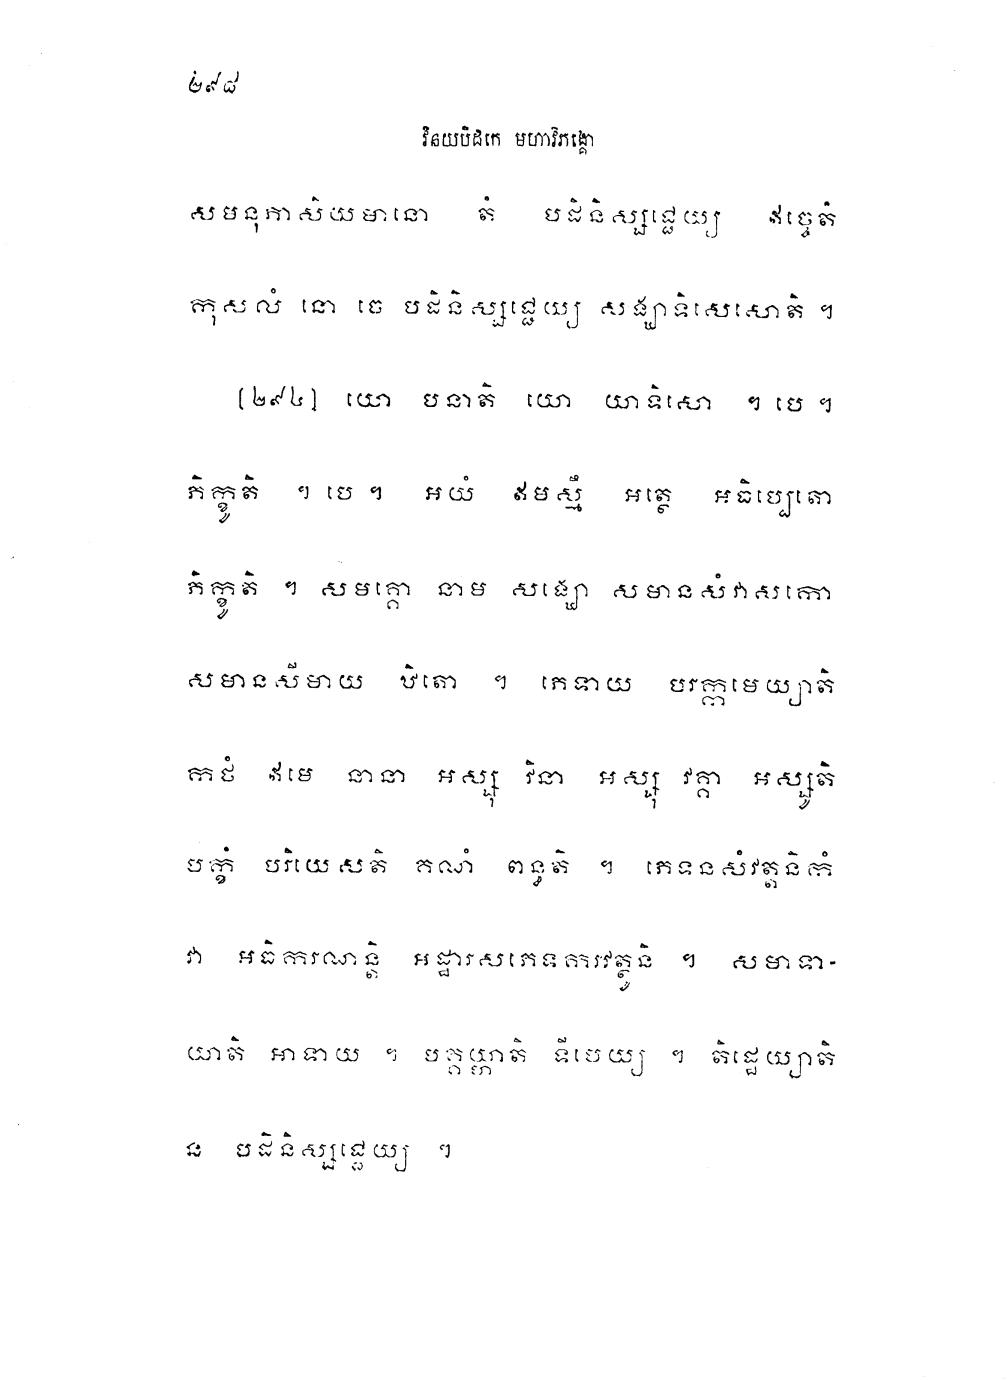 ២៩៨
វិនយបិដកេ មហាវិភង្គោ
សមនុភាសិយមានោ តំ បដិនិស្សជ្ជេយ្យ ឥច្ចេតំ
កុសលំ នោ ចេ បដិនិស្សជ្ជេយ្យ សង្ឃាទិសេសោតិ ។
[២៩៤] យោ បនាតិ យោ យាទិសោ ។ បេ ។
ភិក្ខូតិ ។ បេ ។ អយំ ឥមស្មឹ អត្ថេ អធិប្បេតោ
ភិក្ខូតិ ។ សមគ្គោ នាម សង្ឃោ សមានសំវាសកោ
សមានសីមាយ ឋិតោ ។ ភេទាយ បរក្កមេយ្យាតិ
កថំ ឥមេ នានា អស្សុ វិនា អស្សុ វគ្គា អស្សូតិ
បក្ខំ បរិយេសតិ គណំ ពន្ធតិ ។ ភេទនសំវត្តនិកំ
វា អធិករណន្តិ អដ្ឋារសភេទការវត្ថូនិ ។ សមាទា-
យាតិ អាទាយ ។ បគ្គយ្ហាតិ ទីបេយ្យ ។ តិដ្ឋេយ្យាតិ
ន បដិនិស្សជ្ជេយ្យ ។